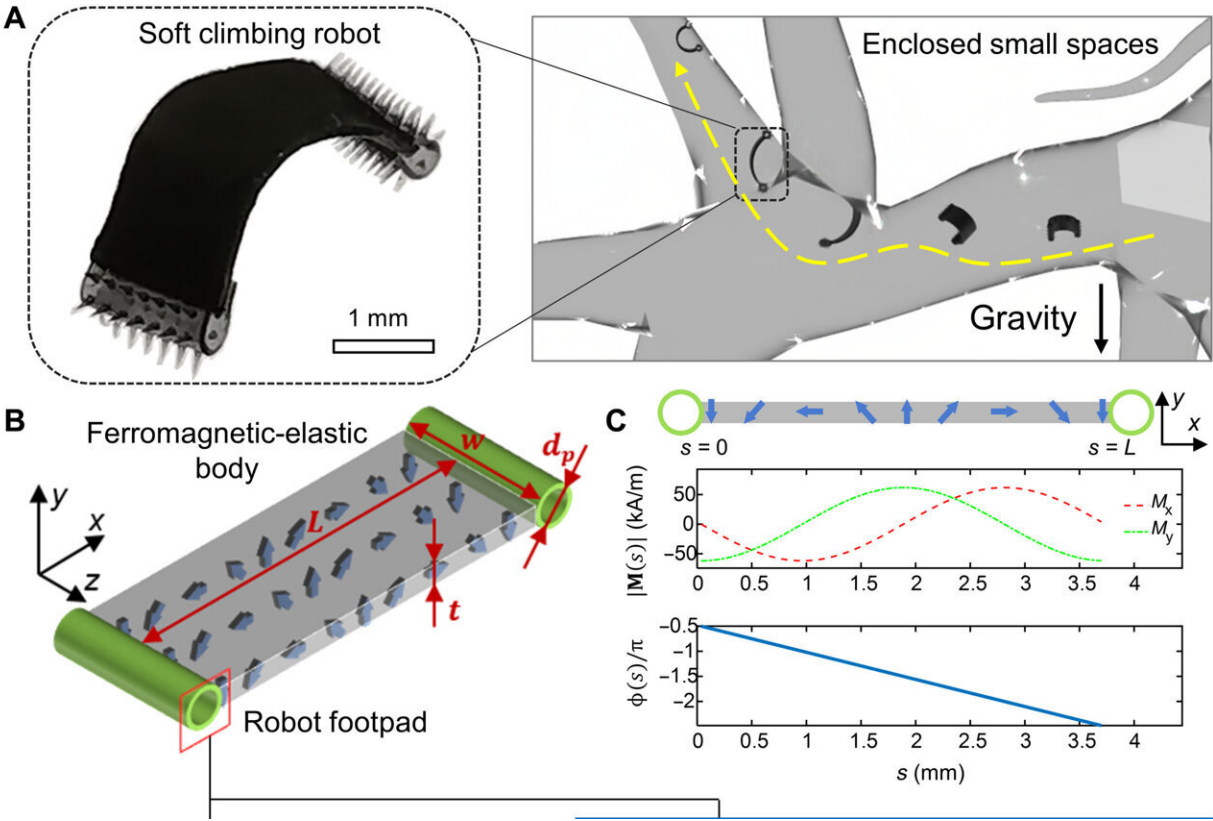 A
Soft climbing robot
1 mm
Enclosed small spaces
Gravity
B
Ferromagnetic-elastic
body
w
d_p
L
t
y
x
z
Robot footpad
C
s = 0
s = L
y
x
|M(s)| (kA/m)
50
0
−50
M_x
M_y
0 0.5 1 1.5 2 2.5 3 3.5 4
ϕ(s)/π
−0.5
−1
−1.5
−2
0 0.5 1 1.5 2 2.5 3 3.5 4
s (mm)